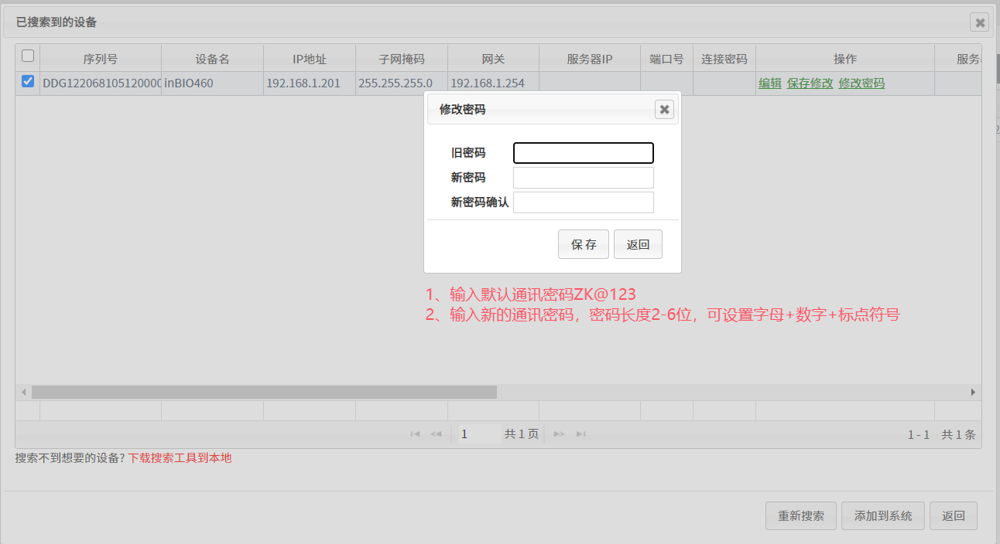 已搜索到的设备
序列号 设备名 IP地址 子网掩码 网关 服务器IP 端口号 连接密码 操作
DDG122068105120000 inBIO460 192.168.1.201 255.255.255.0 192.168.1.254 编辑 保存修改 修改密码
修改密码
旧密码
新密码
新密码确认
保 存 返回
1、输入默认通讯密码ZK@123
2、输入新的通讯密码，密码长度2-6位，可设置字母+数字+标点符号
1 共 1 页 1 - 1 共 1 条
搜索不到想要的设备? 下载搜索工具到本地
重新搜索 添加到系统 返回